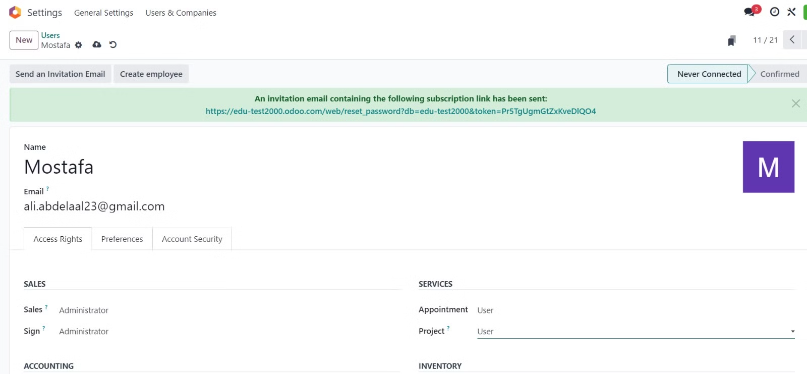 Settings General Settings Users & Companies 8
New Users
Mostafa 11 / 21
Send an Invitation Email Create employee Never Connected Confirmed
An invitation email containing the following subscription link has been sent:
https://edu-test2000.odoo.com/web/reset_password?db=edu-test2000&token=Pr5TgUgmGtZxKveDlQO4
Name
Mostafa
M
Email ?
ali.abdelaal23@gmail.com
Access Rights Preferences Account Security
SALES SERVICES
Sales ? Administrator Appointment User
Sign ? Administrator Project ? User
ACCOUNTING INVENTORY